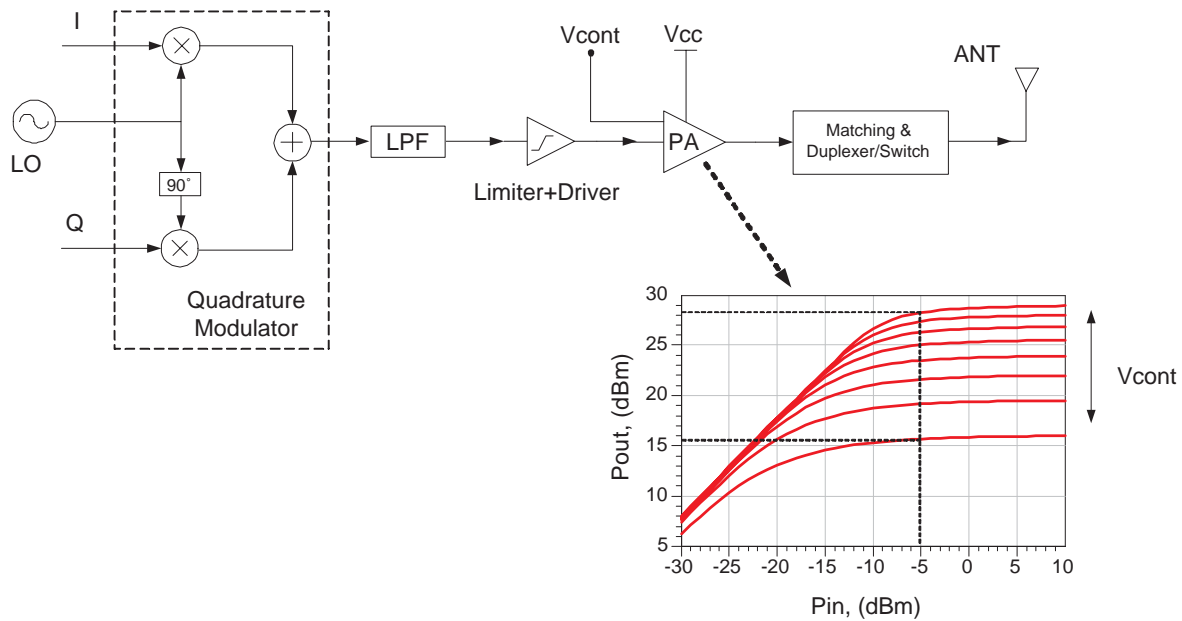 I
LO
90°
Q
Quadrature
Modulator
LPF
Limiter+Driver
Vcont
Vcc
PA
Matching &
Duplexer/Switch
ANT
30
25
20
15
10
5
Pout, (dBm)
-30 -25 -20 -15 -10 -5 0 5 10
Pin, (dBm)
Vcont